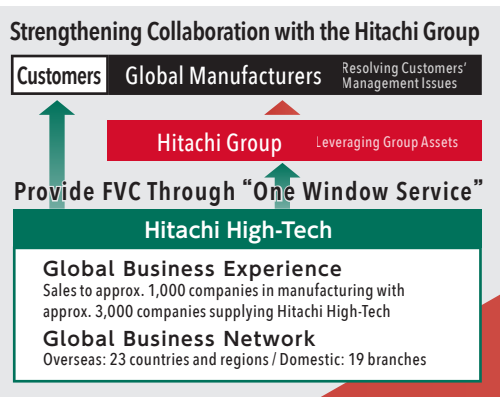 Strengthening Collaboration with the Hitachi Group
Customers Global Manufacturers Resolving Customers' Management Issues
Hitachi Group Leveraging Group Assets
Provide FVC Through “One Window Service”
Hitachi High-Tech
Global Business Experience
Sales to approx. 1,000 companies in manufacturing with
approx. 3,000 companies supplying Hitachi High-Tech
Global Business Network
Overseas: 23 countries and regions / Domestic: 19 branches